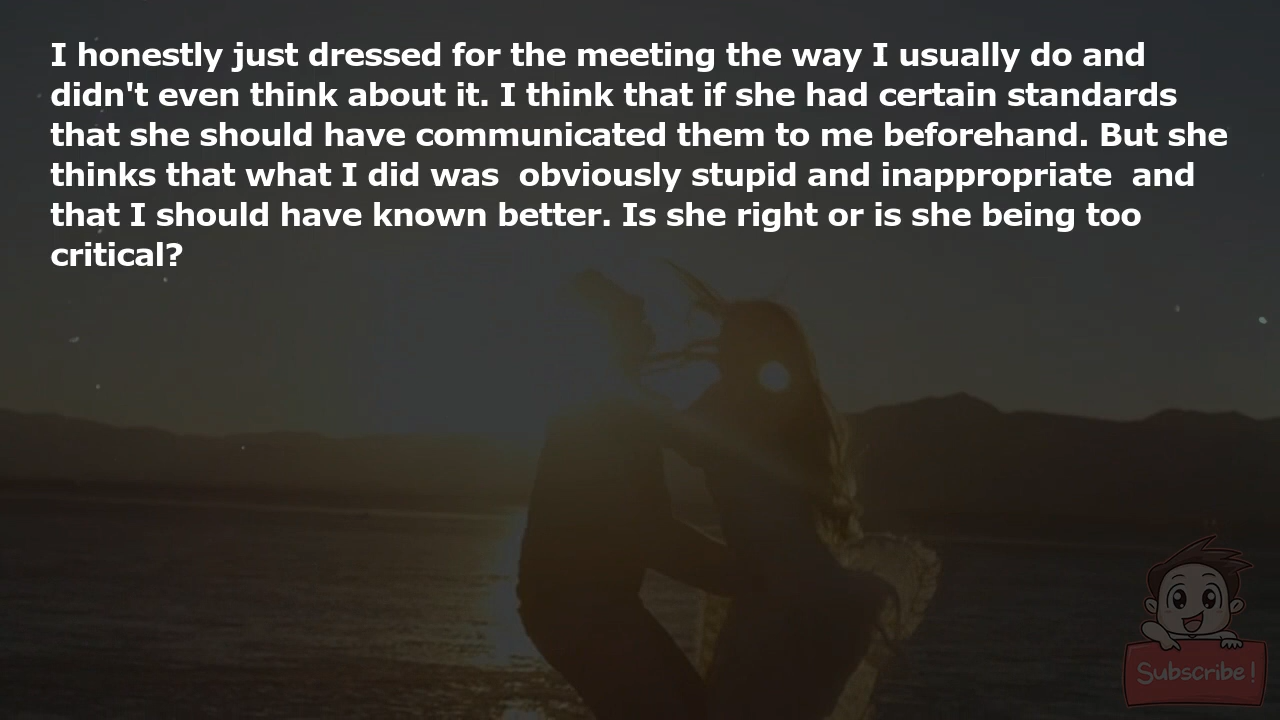 I honestly just dressed for the meeting the way I usually do and
didn't even think about it. I think that if she had certain standards
that she should have communicated them to me beforehand. But she
thinks that what I did was  obviously stupid and inappropriate  and
that I should have known better. Is she right or is she being too
critical?
Subscribe!